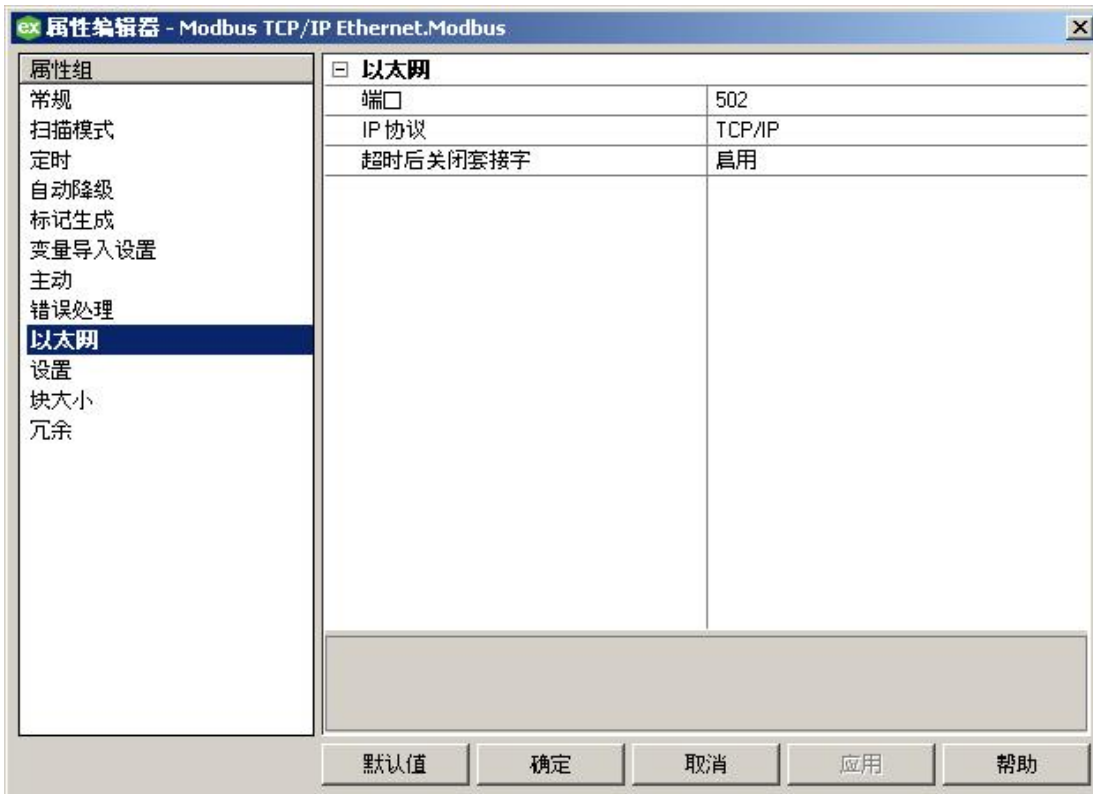 ex 属性编辑器 - Modbus TCP/IP Ethernet.Modbus
属性组
常规
扫描模式
定时
自动降级
标记生成
变量导入设置
主动
错误处理
以太网
设置
块大小
冗余
以太网
端口 502
IP 协议 TCP/IP
超时后关闭套接字 启用
默认值 确定 取消 应用 帮助